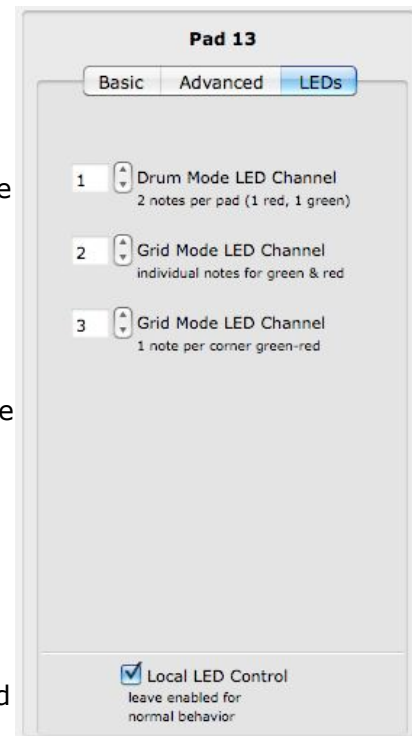 Pad 13
Basic Advanced LEDs
1 Drum Mode LED Channel
2 notes per pad (1 red, 1 green)
2 Grid Mode LED Channel
individual notes for green & red
3 Grid Mode LED Channel
1 note per corner green-red
Local LED Control
leave enabled for
normal behavior